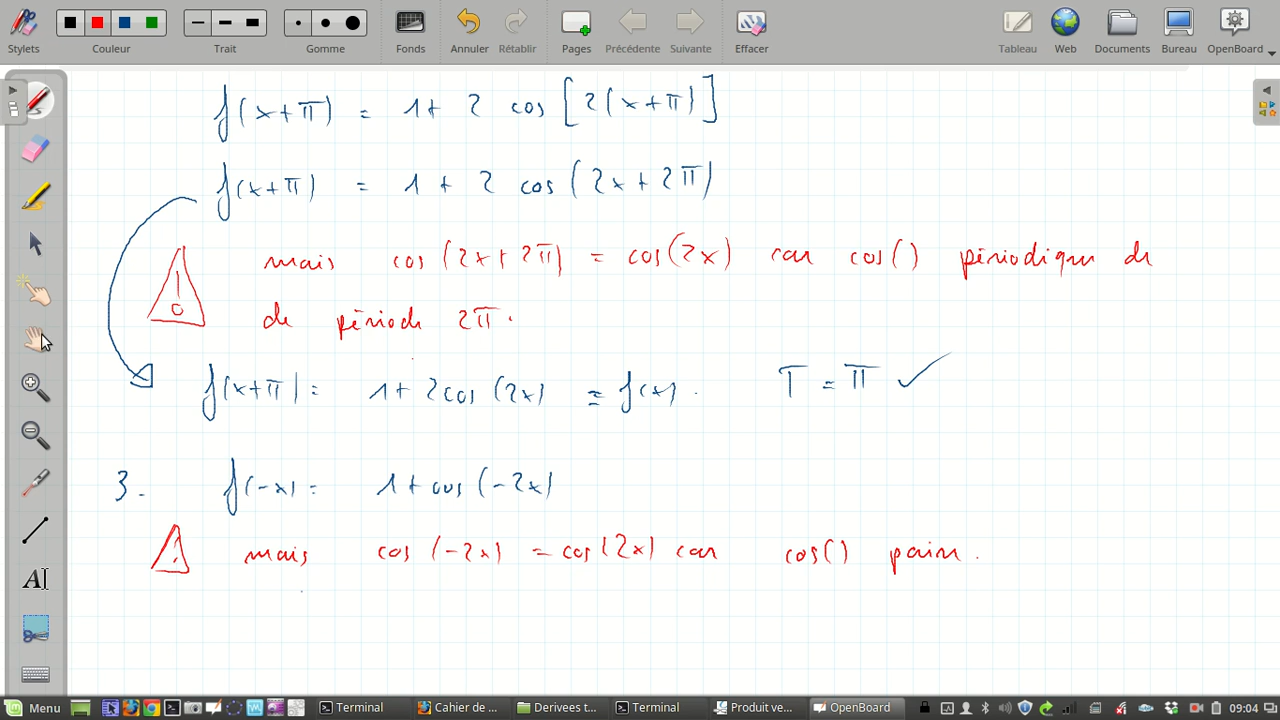 Stylets Couleur Trait Gomme Fonds Annuler Rétablir Pages Précédente Suivante Effacer Tableau Web Documents Bureau OpenBoard
f(x+π) = 1+ 2 cos [2(x+π)]
f(x+π) = 1 + 2 cos (2x+2π)
mais cos (2x+2π) = cos(2x) car cos() périodique de
de période 2π.
f(x+π) = 1+2cos(2x) = f(x). T = π ✓
3. f(-x) = 1+cos(-2x)
mais cos (-2x) = cos(2x) car cos() paire.
Menu Terminal Cahier de ... Derivees t... Terminal Produit ve... OpenBoard 09:04